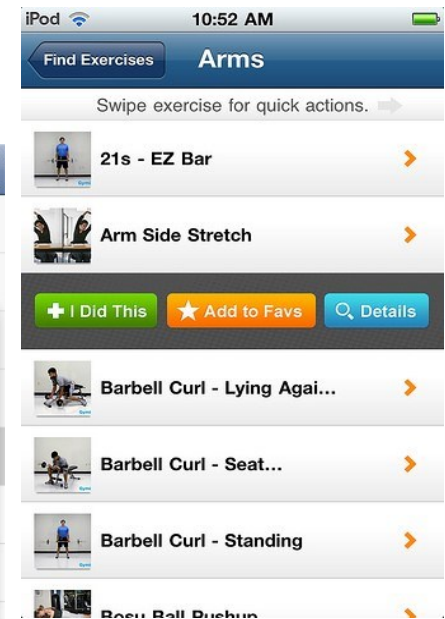 iPod 10:52 AM
Find Exercises Arms
Swipe exercise for quick actions.
21s - EZ Bar
Arm Side Stretch
I Did This Add to Favs Details
Barbell Curl - Lying Agai...
Barbell Curl - Seat...
Barbell Curl - Standing
Bosu Ball Pushup